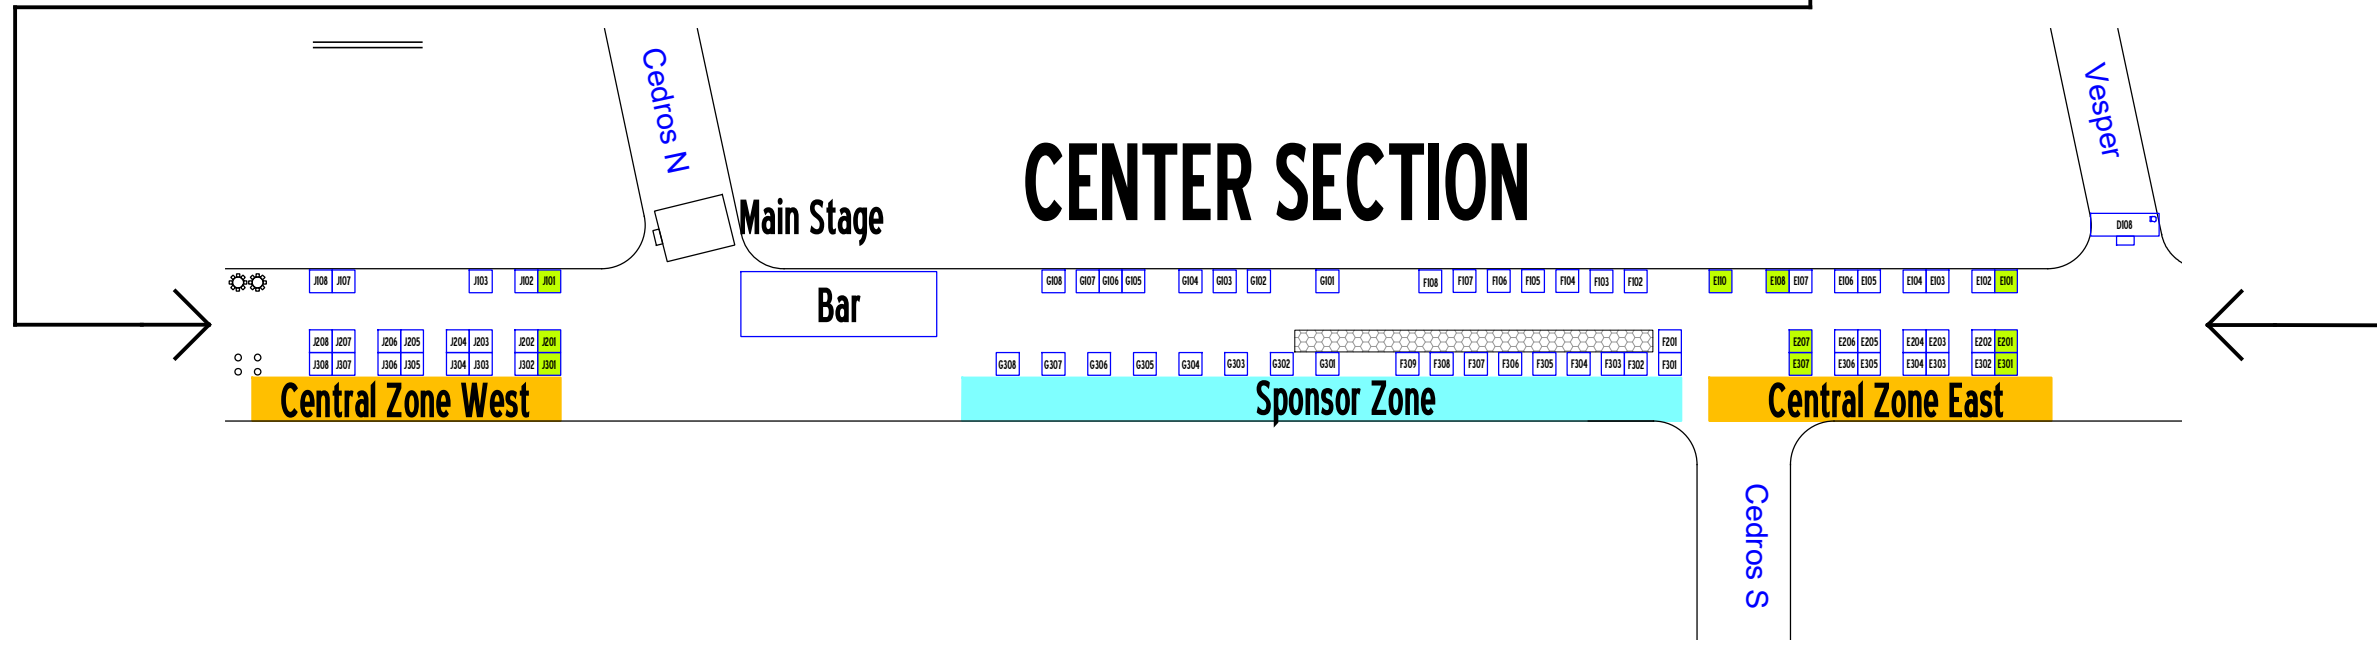 Cedros N
Vesper
CENTER SECTION
Main Stage
D108
J108 J107 J103 J102 J101
Bar
G108 G107 G106 G105 G104 G103 G102 G101
F108 F107 F106 F105 F104 F103 F102
E110 E108 E107 E106 E105 E104 E103 E102 E101
J208 J207 J206 J205 J204 J203 J202 J201
F201
E207 E206 E205 E204 E203 E202 E201
J308 J307 J306 J305 J304 J303 J302 J301
G308 G307 G306 G305 G304 G303 G302 G301
F309 F308 F307 F306 F305 F304 F303 F302 F301
E307 E306 E305 E304 E303 E302 E301
Central Zone West
Sponsor Zone
Central Zone East
Cedros S